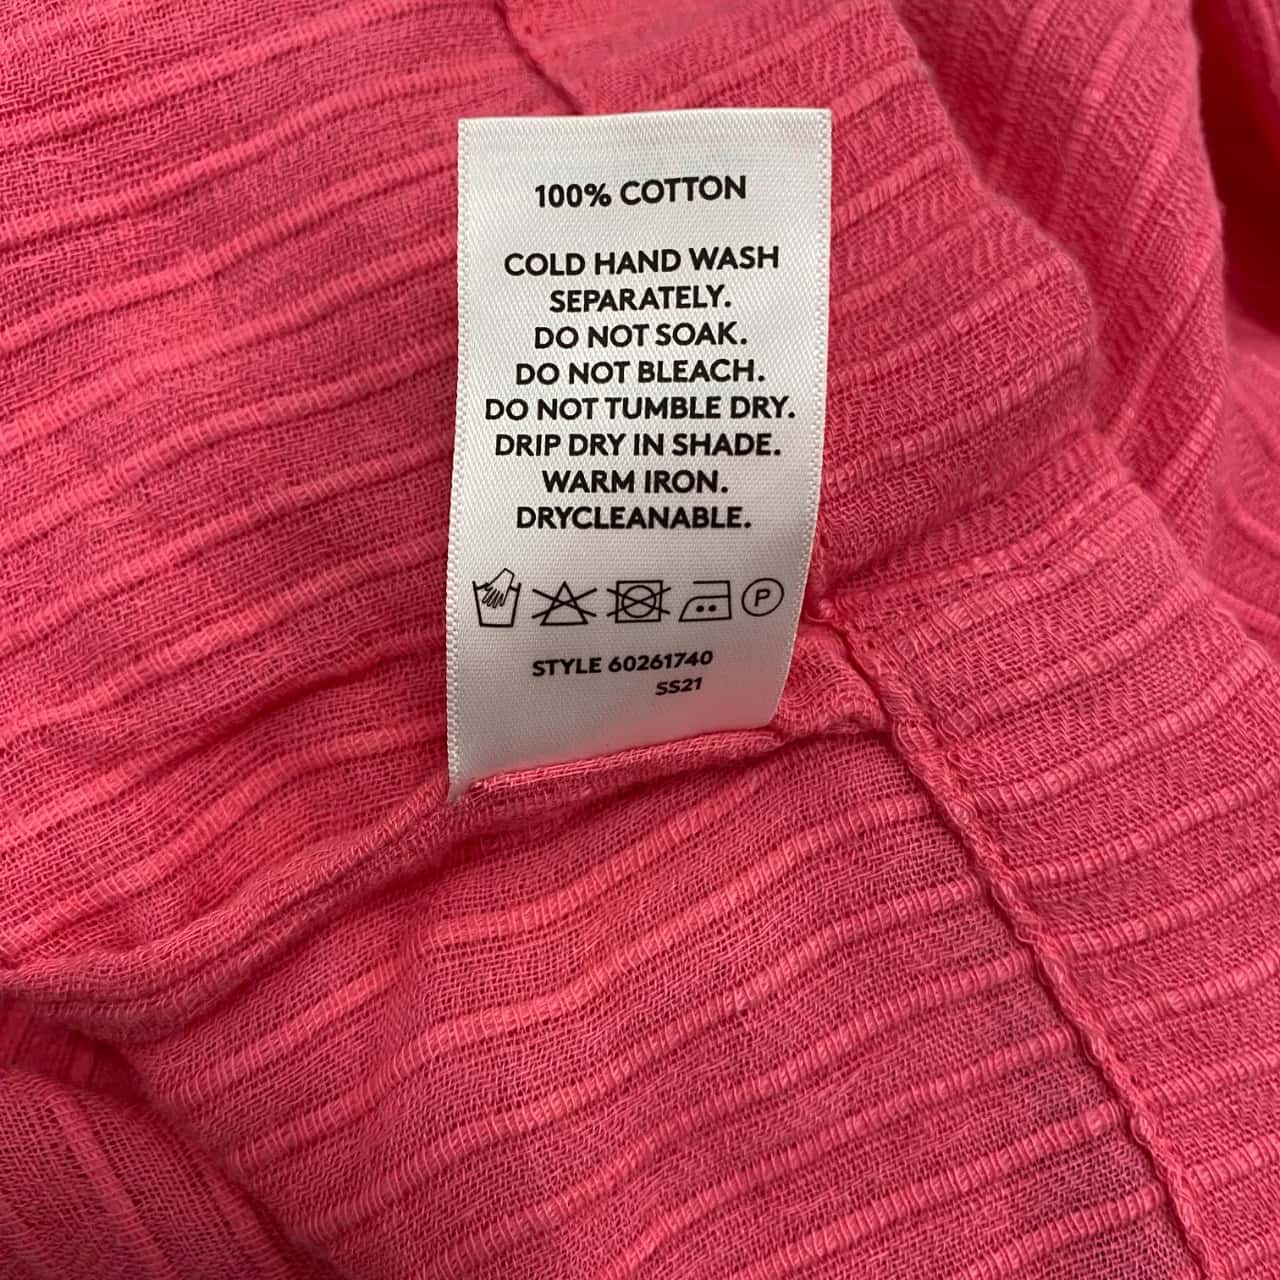 100% COTTON
COLD HAND WASH
SEPARATELY.
DO NOT SOAK.
DO NOT BLEACH.
DO NOT TUMBLE DRY.
DRIP DRY IN SHADE.
WARM IRON.
DRYCLEANABLE.
P
STYLE 60261740
SS21